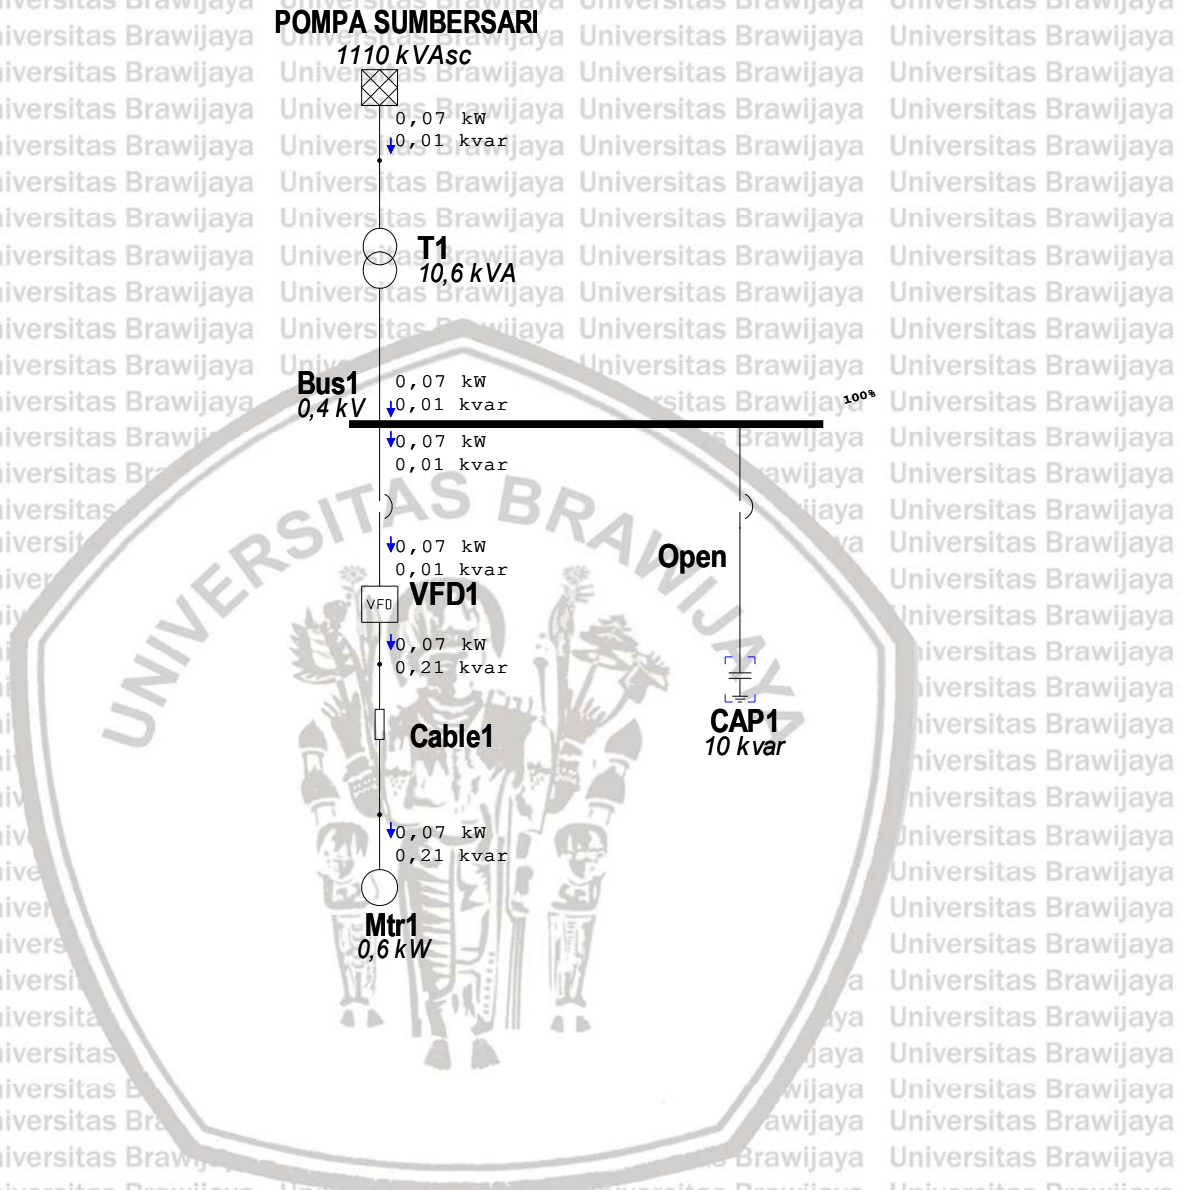 POMPA SUMBERSARI
1110 kVAsc
0,07 kW
0,01 kvar
T1
10,6 kVA
Bus1
0,4 kV
0,07 kW
0,01 kvar
100%
0,07 kW
0,01 kvar
0,07 kW
0,01 kvar
Open
VFD
VFD1
0,07 kW
0,21 kvar
Cable1
CAP1
10 kvar
0,07 kW
0,21 kvar
Mtr1
0,6 kW
UNIVERSITAS BRAWIJAYA
Universitas Brawijaya